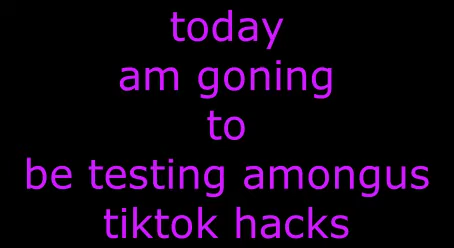 today
am goning
to
be testing amongus
tiktok hacks